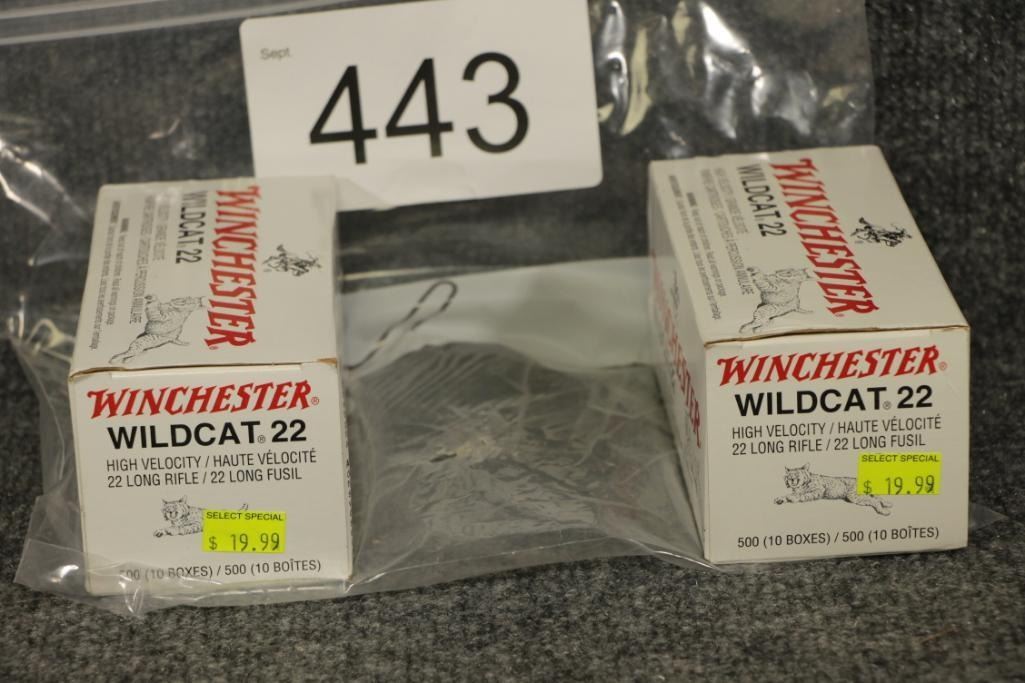 Sept.
443
WINCHESTER
WILDCAT 22
WINCHESTER®
WILDCAT® 22
HIGH VELOCITY / HAUTE VÉLOCITÉ
22 LONG RIFLE / 22 LONG FUSIL
SELECT SPECIAL
$ 19.99
500 (10 BOXES) / 500 (10 BOÎTES)
WINCHESTER
WILDCAT 22
WINCHESTER®
WILDCAT® 22
HIGH VELOCITY / HAUTE VÉLOCITÉ
22 LONG RIFLE / 22 LONG FUSIL
SELECT SPECIAL
$ 19.99
500 (10 BOXES) / 500 (10 BOÎTES)